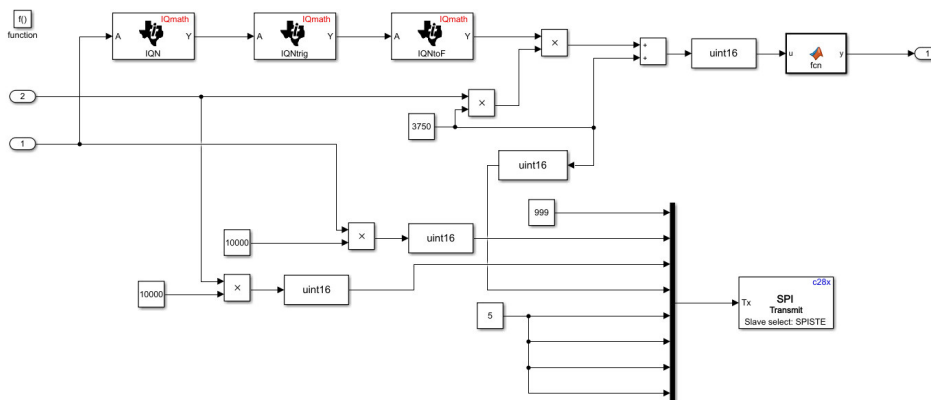 f()
function
IQmath
A
Y
IQN
IQmath
A
Y
IQNtrig
IQmath
A
Y
IQNtoF
×
+
+
uint16
u
y
fcn
1
2
×
3750
1
uint16
999
×
10000
uint16
×
10000
uint16
5
c28x
Tx
SPI
Transmit
Slave select: SPISTE